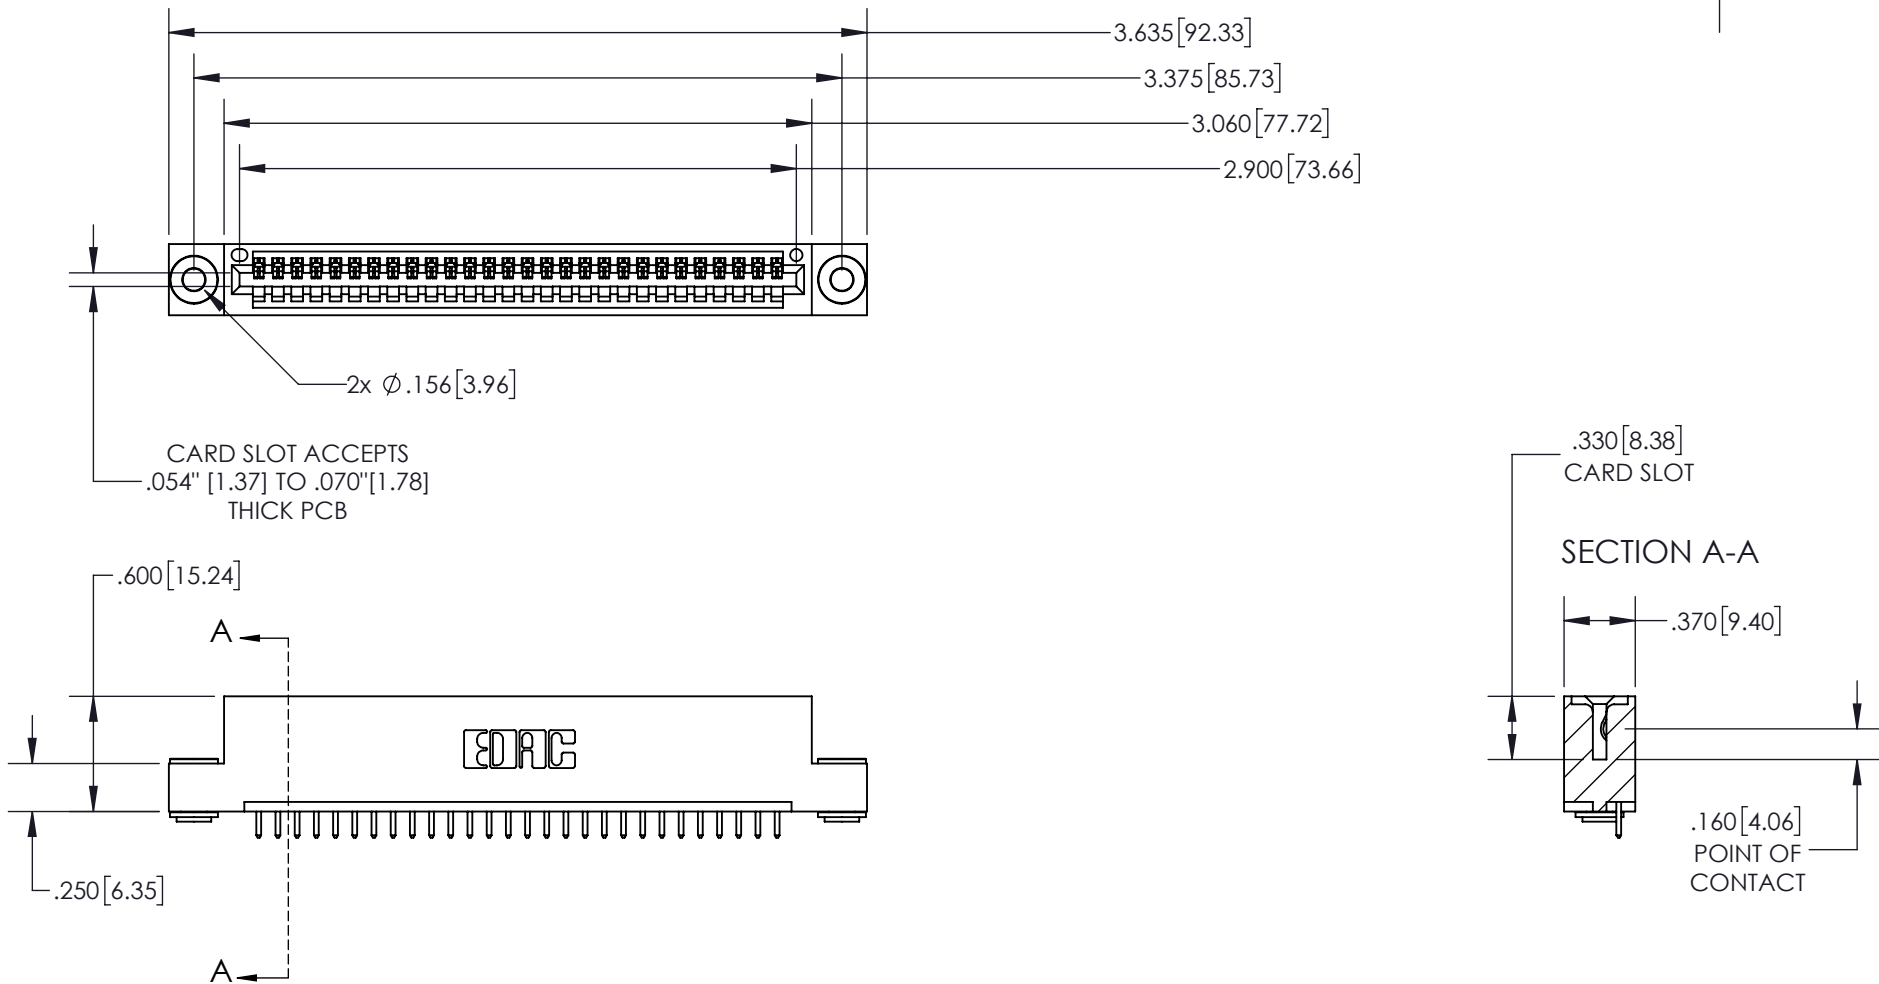 3.635[92.33]
3.375[85.73]
3.060[77.72]
2.900[73.66]
2x ∅.156[3.96]
CARD SLOT ACCEPTS
.054" [1.37] TO .070"[1.78]
THICK PCB
.330[8.38]
CARD SLOT
SECTION A-A
.600[15.24]
A
.370[9.40]
EDAC
.160[4.06]
POINT OF
CONTACT
.250[6.35]
A